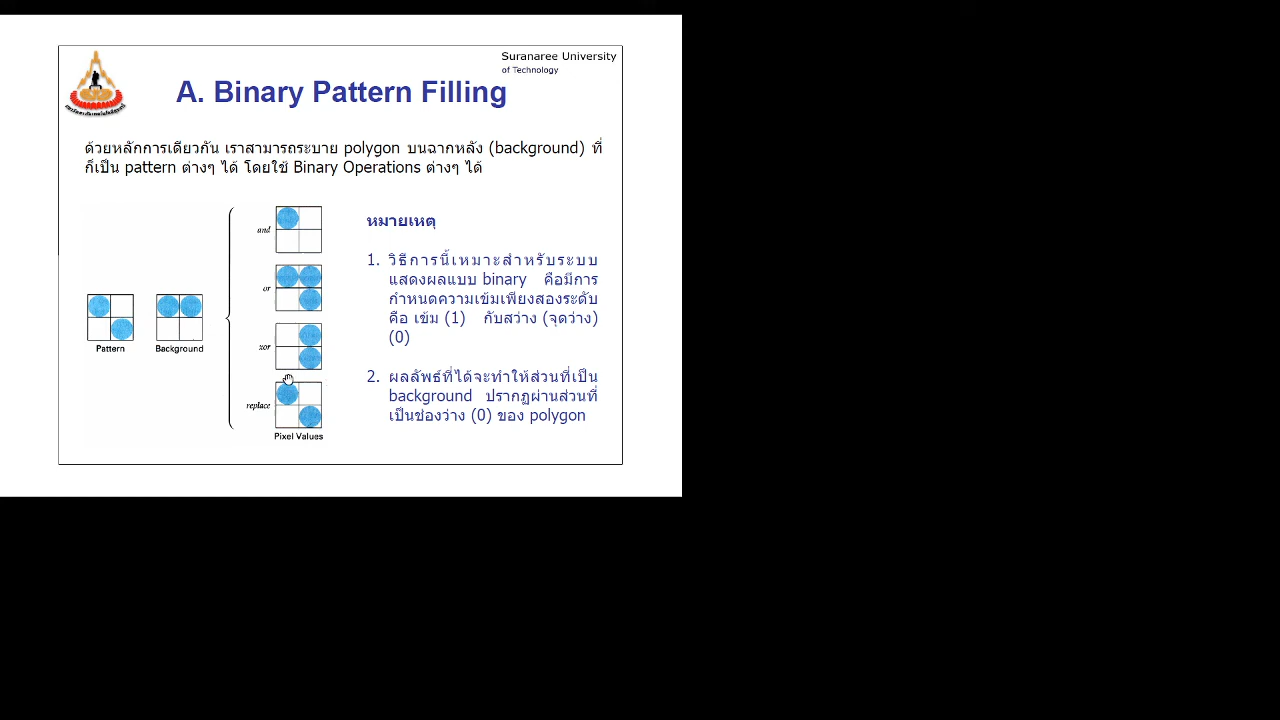 Suranaree University
of Technology
A. Binary Pattern Filling
ด้วยหลักการเดียวกัน เราสามารถระบาย polygon บนฉากหลัง (background) ที่
ก็เป็น pattern ต่างๆ ได้ โดยใช้ Binary Operations ต่างๆ ได้
and
or
xor
replace
Pattern
Background
Pixel Values
หมายเหตุ
1. วิธีการนี้เหมาะสำหรับระบบ
แสดงผลแบบ binary คือมีการ
กำหนดความเข้มเพียงสองระดับ
คือ เข้ม (1) กับสว่าง (จุดว่าง)
(0)
2. ผลลัพธ์ที่ได้จะทำให้ส่วนที่เป็น
background ปรากฏผ่านส่วนที่
เป็นช่องว่าง (0) ของ polygon